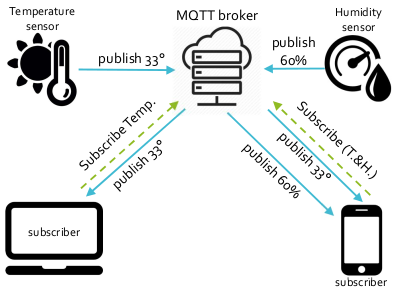 Temperature
sensor
MQTT broker
Humidity
sensor
publish 33°
publish
60%
Subscribe Temp.
publish 33°
publish 60%
publish 33°
Subscribe (T.&H.)
subscriber
subscriber